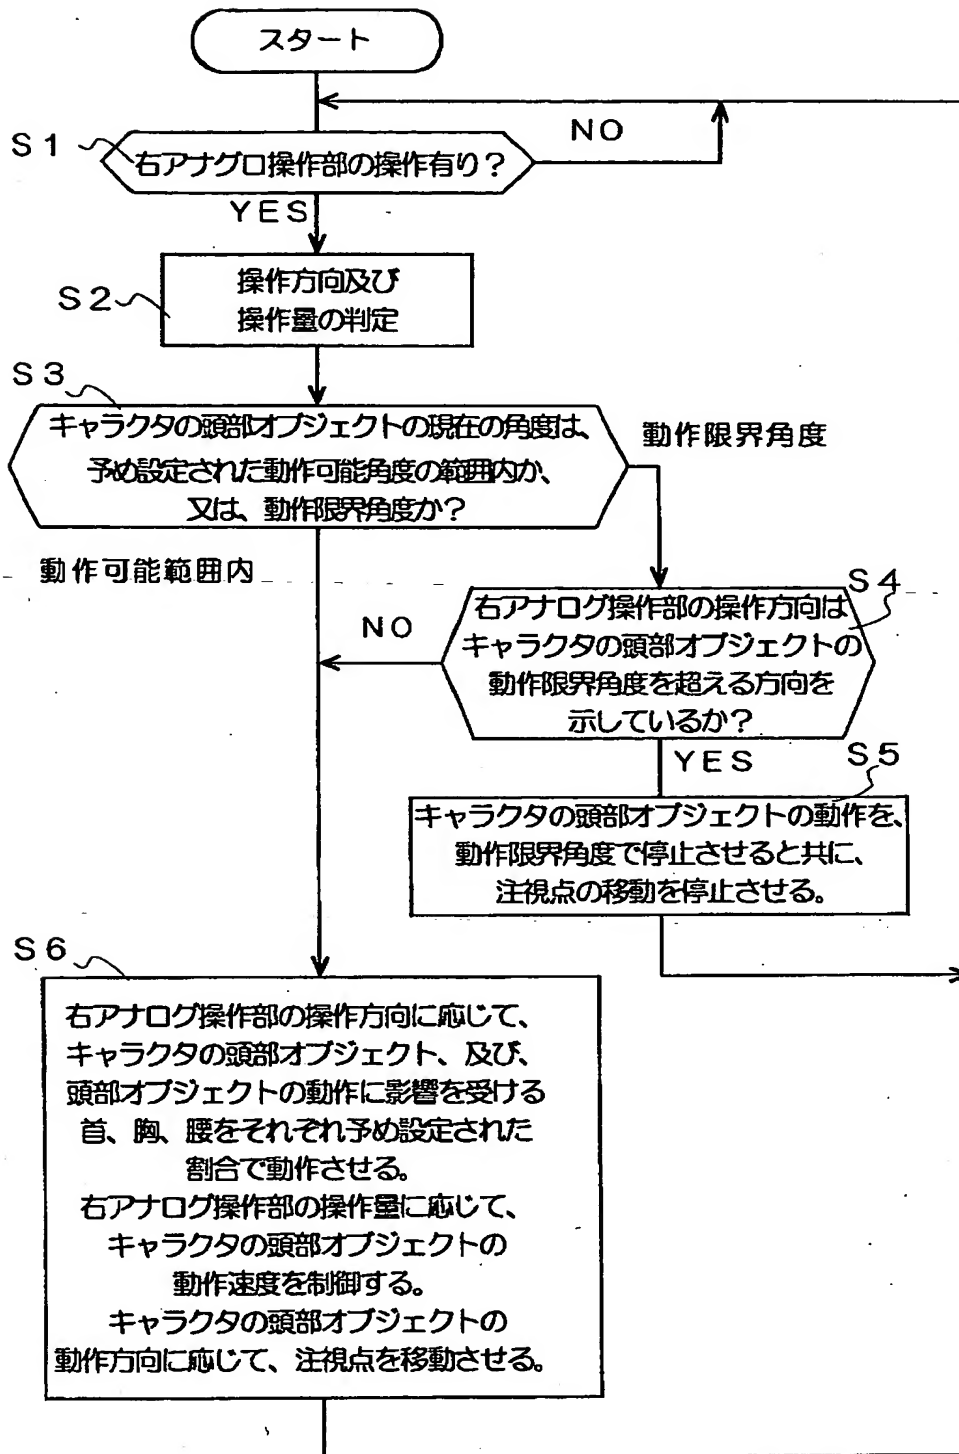 スタート
S1
右アナグロ操作部の操作有り?
NO
YES
S2
操作方向及び
操作量の判定
S3
キャラクタの頭部オブジェクトの現在の角度は、
予め設定された動作可能角度の範囲内か、
又は、動作限界角度か?
動作限界角度
動作可能範囲内
S4
右アナログ操作部の操作方向は
キャラクタの頭部オブジェクトの
動作限界角度を超える方向を
示しているか?
NO
YES
S5
キャラクタの頭部オブジェクトの動作を、
動作限界角度で停止させると共に、
注視点の移動を停止させる。
S6
右アナログ操作部の操作方向に応じて、
キャラクタの頭部オブジェクト、及び、
頭部オブジェクトの動作に影響を受ける
首、胸、腰をそれぞれ予め設定された
割合で動作させる。
右アナログ操作部の操作量に応じて、
キャラクタの頭部オブジェクトの
動作速度を制御する。
キャラクタの頭部オブジェクトの
動作方向に応じて、注視点を移動させる。